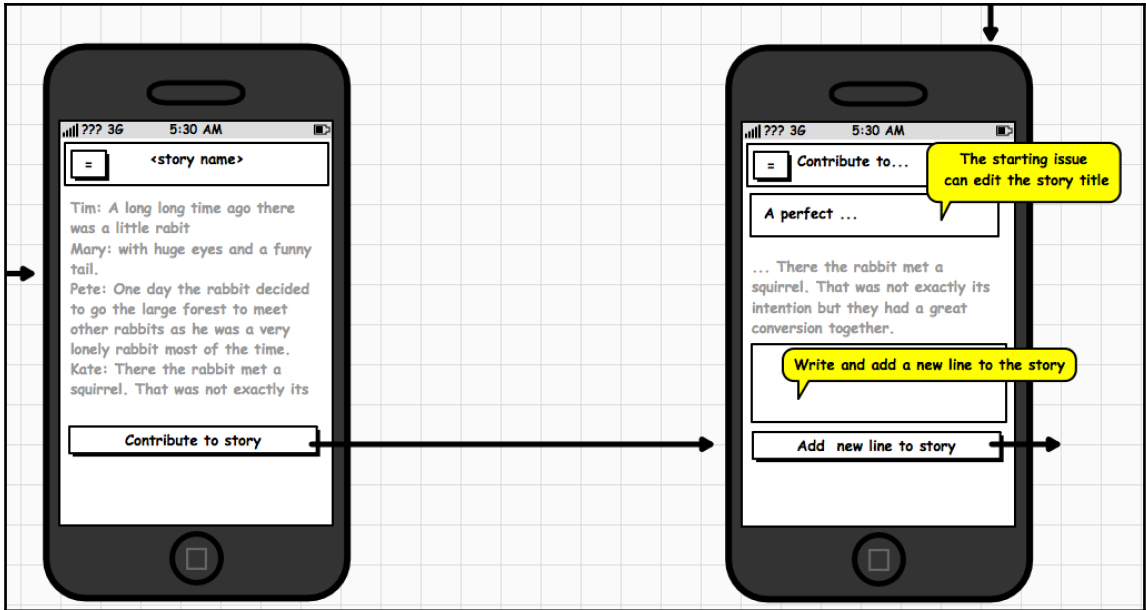 ??? 3G 5:30 AM
= <story name>
Tim: A long long time ago there
was a little rabit
Mary: with huge eyes and a funny
tail.
Pete: One day the rabbit decided
to go the large forest to meet
other rabbits as he was a very
lonely rabbit most of the time.
Kate: There the rabbit met a
squirrel. That was not exactly its
Contribute to story
??? 3G 5:30 AM
= Contribute to...
The starting issue
can edit the story title
A perfect ...
... There the rabbit met a
squirrel. That was not exactly its
intention but they had a great
conversion together.
Write and add a new line to the story
Add new line to story